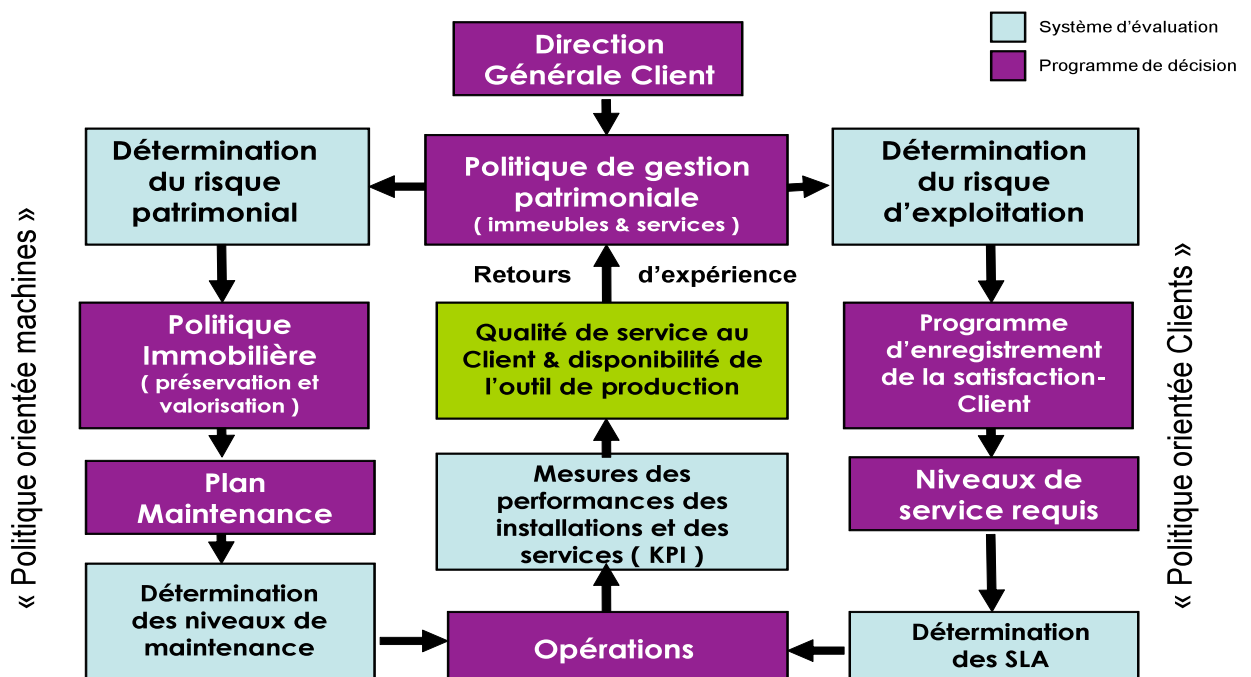 Système d'évaluation
Programme de décision
Direction
Générale Client
Détermination
du risque
patrimonial
Politique de gestion
patrimoniale
( immeubles & services )
Détermination
du risque
d'exploitation
« Politique orientée machines »
Retours d'expérience
« Politique orientée Clients »
Politique
Immobilière
( préservation et
valorisation )
Qualité de service au
Client & disponibilité de
l'outil de production
Programme
d'enregistrement
de la satisfaction-
Client
Plan
Maintenance
Mesures des
performances des
installations et des
services ( KPI )
Niveaux de
service requis
Détermination
des niveaux de
maintenance
Opérations
Détermination
des SLA